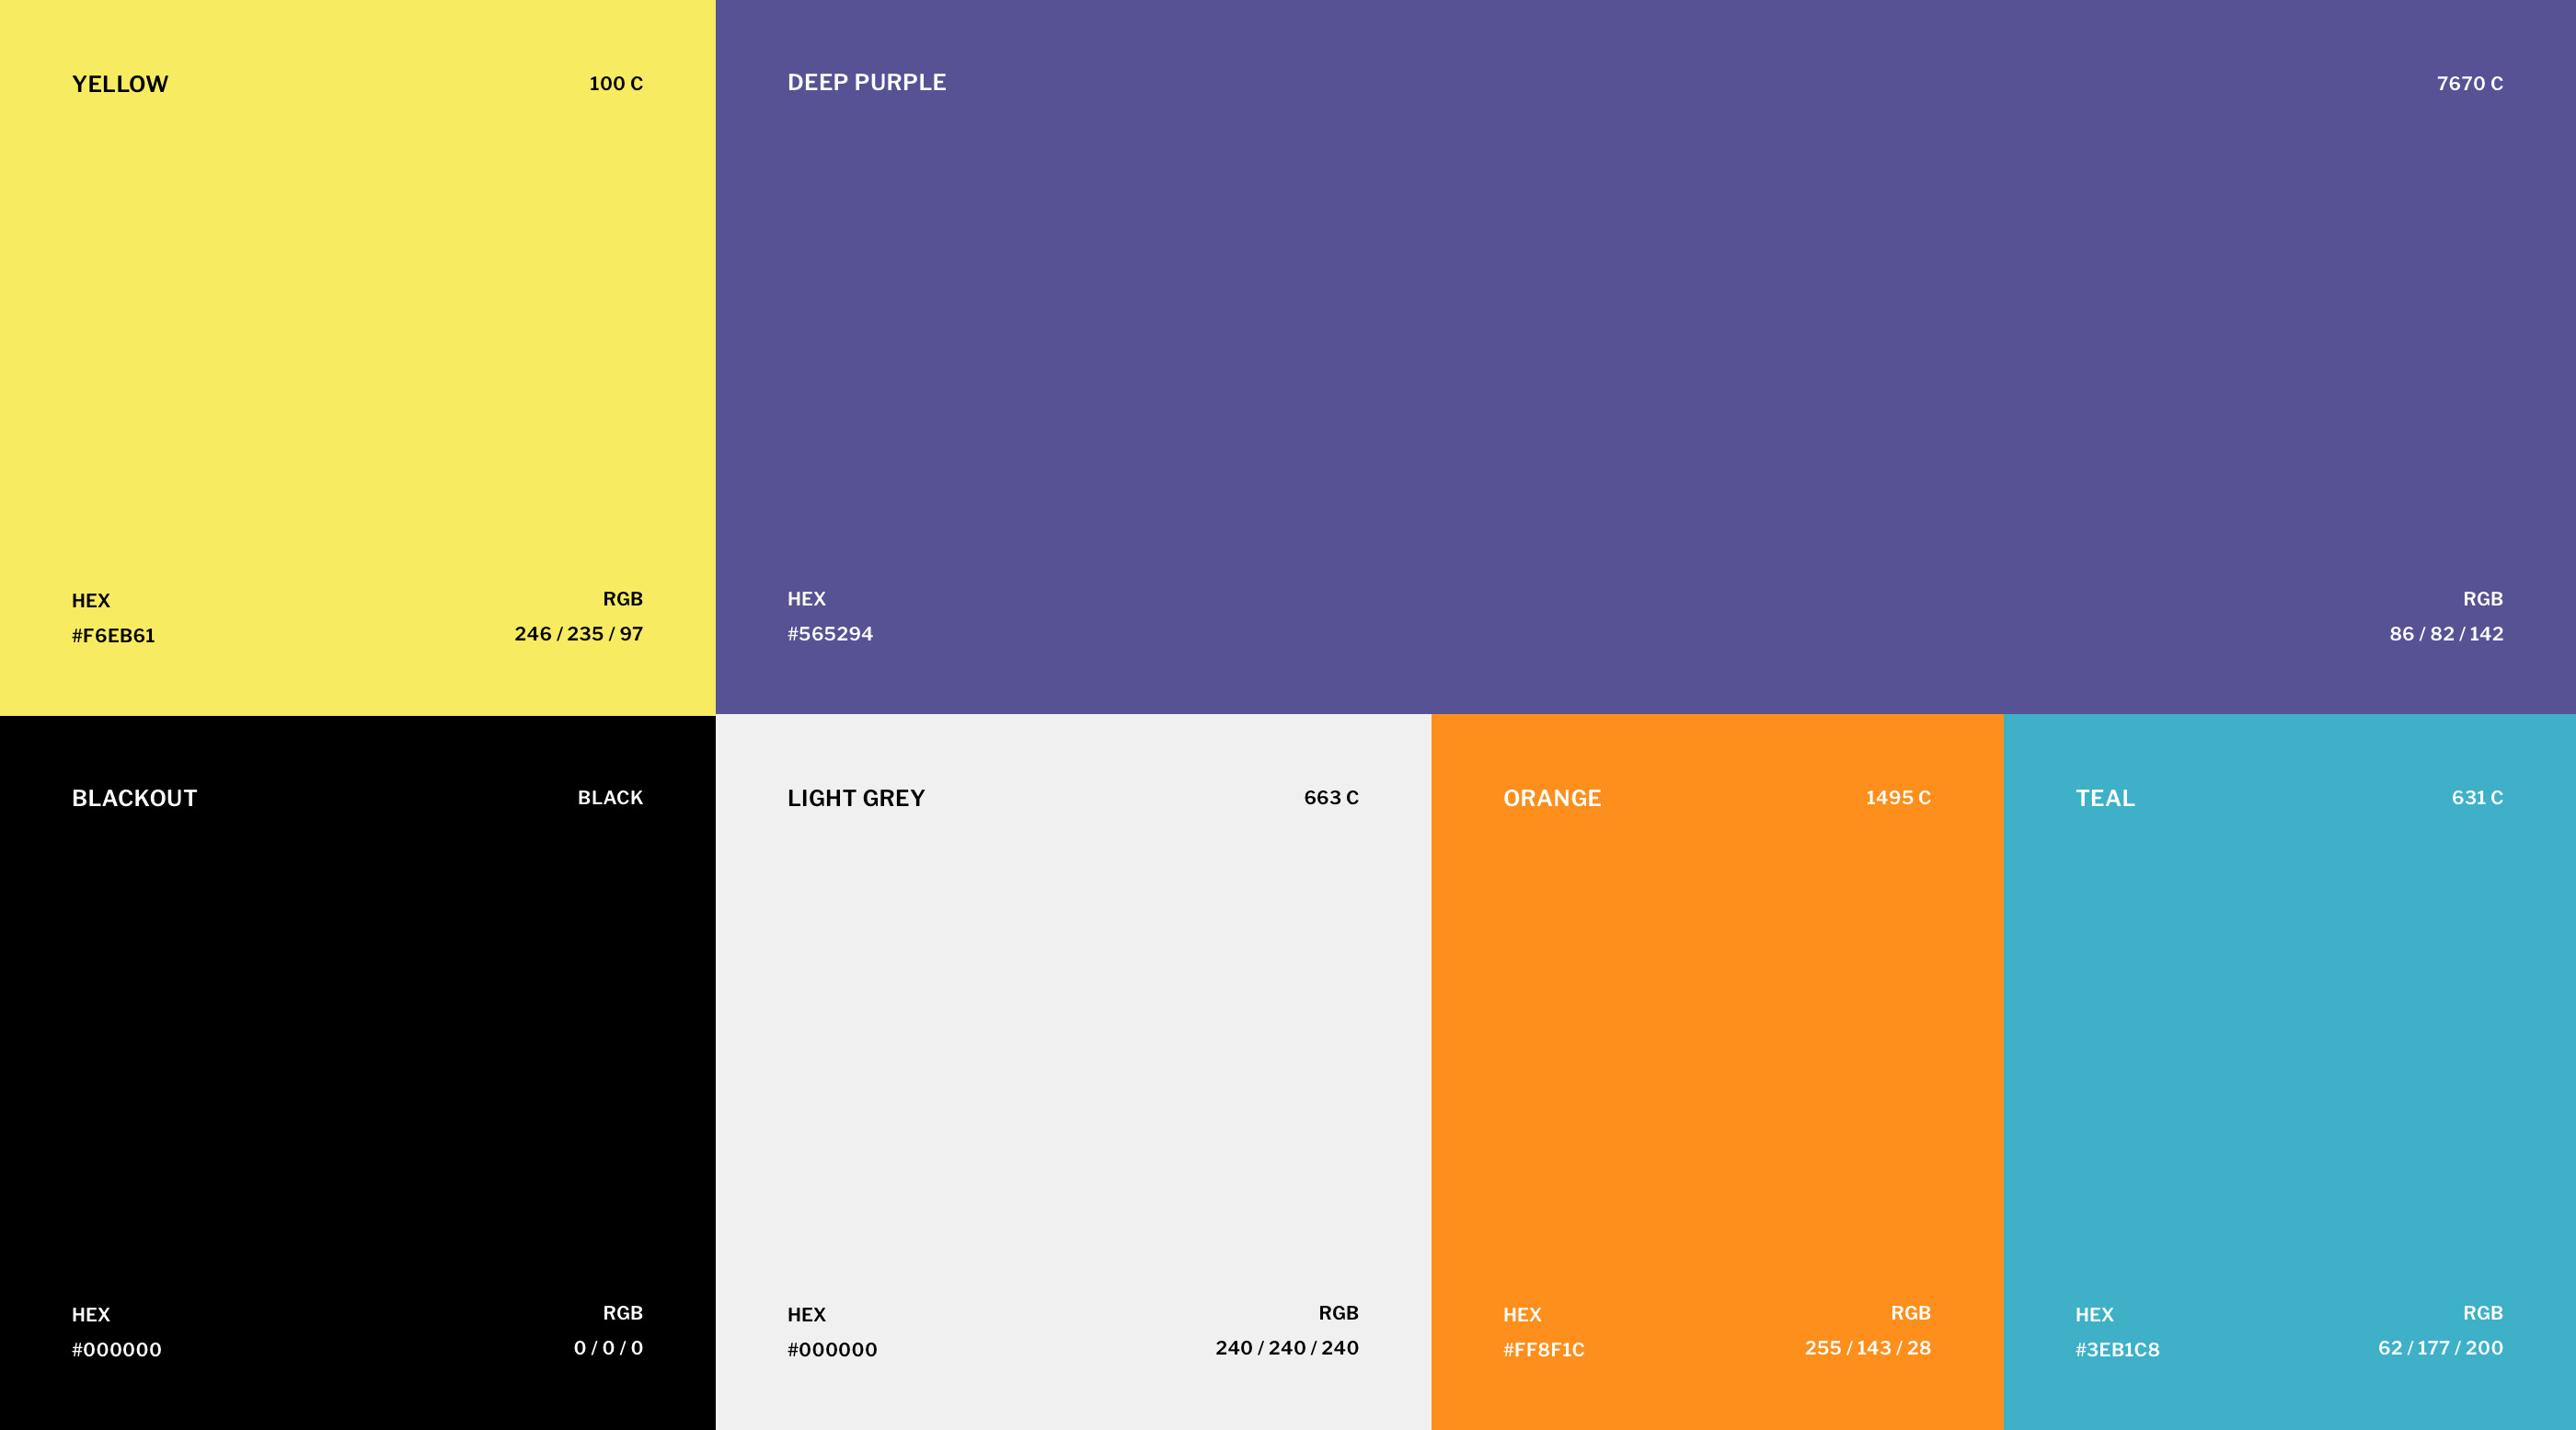 YELLOW 100 C
HEX RGB
#F6EB61 246 / 235 / 97
DEEP PURPLE 7670 C
HEX RGB
#565294 86 / 82 / 142
BLACKOUT BLACK
HEX RGB
#000000 0 / 0 / 0
LIGHT GREY 663 C
HEX RGB
#000000 240 / 240 / 240
ORANGE 1495 C
HEX RGB
#FF8F1C 255 / 143 / 28
TEAL 631 C
HEX RGB
#3EB1C8 62 / 177 / 200